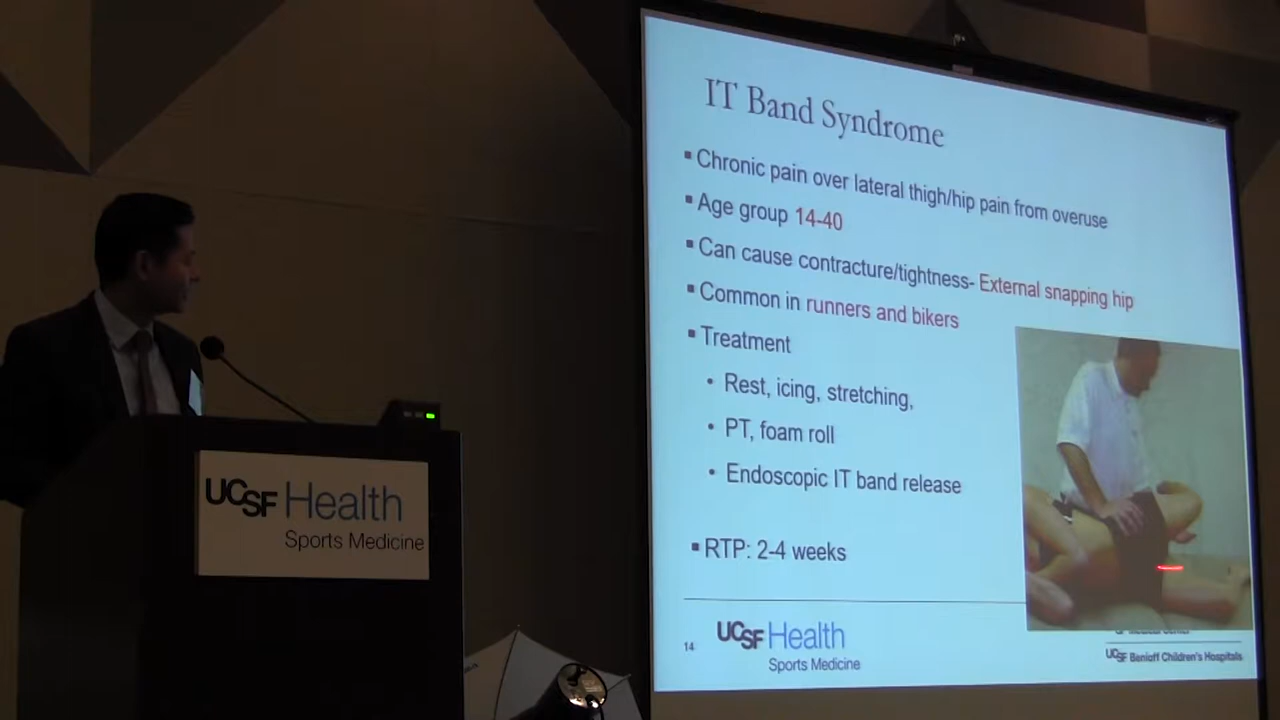 IT Band Syndrome
▪ Chronic pain over lateral thigh/hip pain from overuse
▪ Age group 14-40
▪ Can cause contracture/tightness- External snapping hip
▪ Common in runners and bikers
▪ Treatment
• Rest, icing, stretching,
• PT, foam roll
• Endoscopic IT band release
▪ RTP: 2-4 weeks
14
UCSF Health
Sports Medicine
UCSF Benioff Children's Hospitals
UCSF Health
Sports Medicine